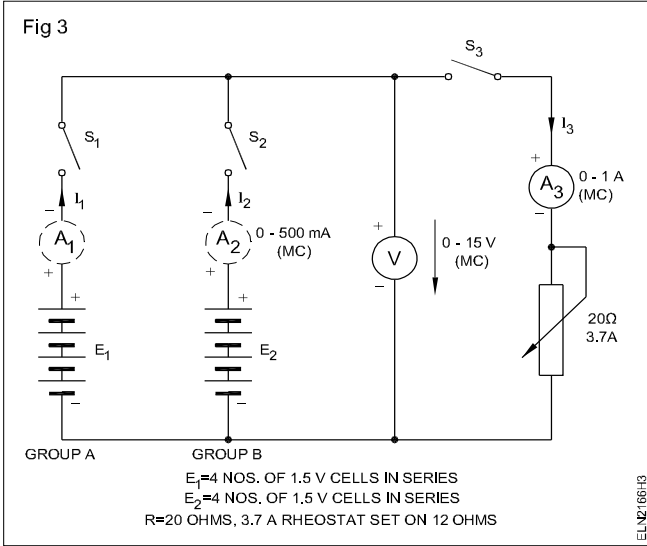 Fig 3
S3
S1
S2
I3
+
A3
0 - 1 A
(MC)
-
-
I1
-
I2
A1
A2
0 - 500 mA
(MC)
+
V
-
0 - 15 V
(MC)
+
+
+
+
E1
E2
20Ω
3.7A
-
-
GROUP A
GROUP B
E1=4 NOS. OF 1.5 V CELLS IN SERIES
E2=4 NOS. OF 1.5 V CELLS IN SERIES
R=20 OHMS, 3.7 A RHEOSTAT SET ON 12 OHMS
ELN2166H3